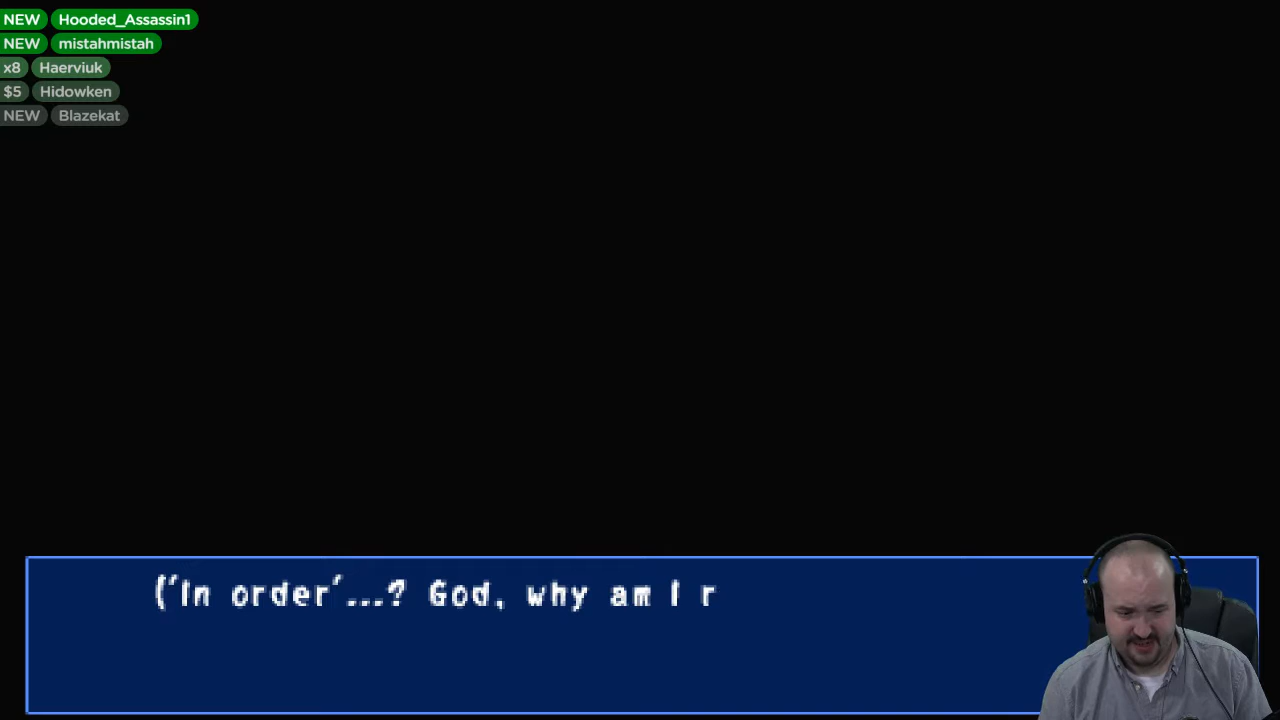 NEW Hooded_Assassin1
NEW mistahmistah
x8 Haerviuk
$5 Hidowken
NEW Blazekat
('In order'...? God, why am I r